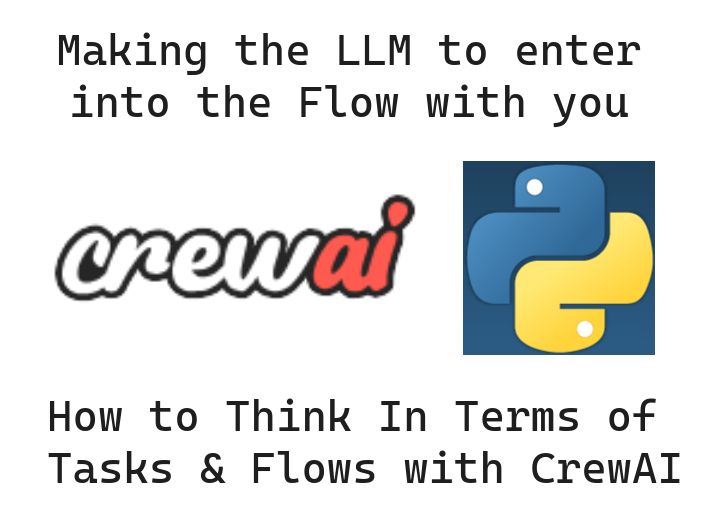 Making the LLM to enter
into the Flow with you
crewai
How to Think In Terms of
Tasks & Flows with CrewAI